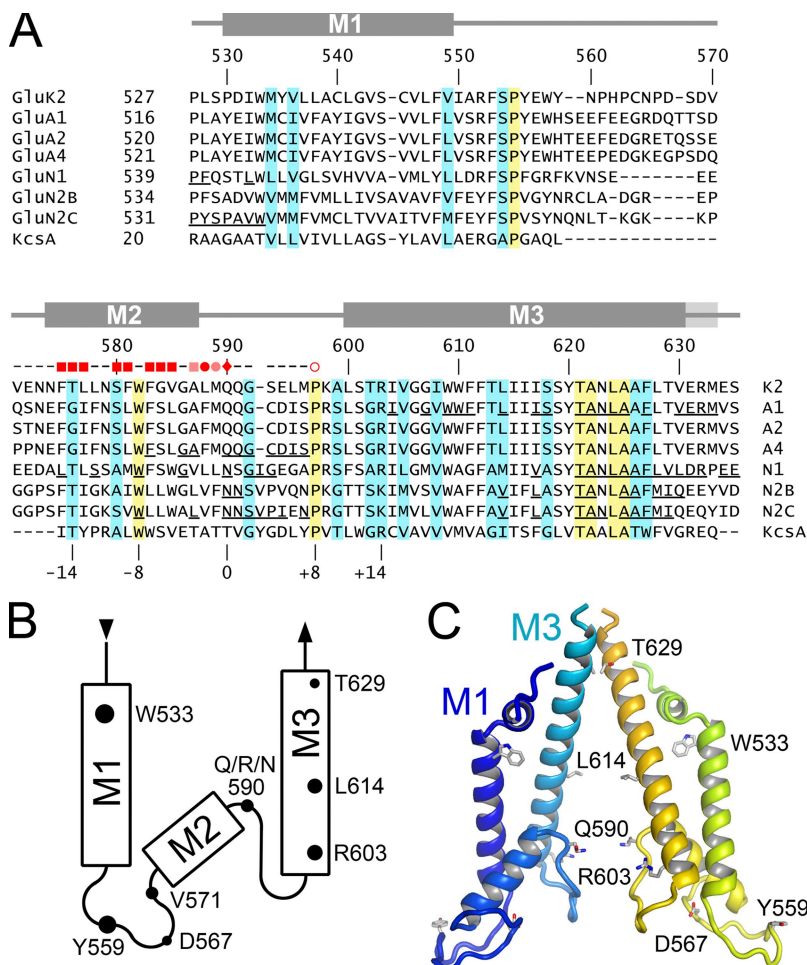 A
M1
530 540 550 560 570
GluK2 527 PLSPDIWMYVLLACLGVS-CVLFVIARFSPYEWY--NPHPCNPD-SDV
GluA1 516 PLAYEIWMCIVFAYIGVS-VVLFLVSRFSPYEWHSEEFEEGRDQTTSD
GluA2 520 PLAYEIWMCIVFAYIGVS-VVLFLVSRFSPYEWHTEEFEDGRETQSSE
GluA4 521 PLAYEIWMCIVFAYIGVS-VVLFLVSRFSPYEWHTEEPEDGKEGPSDQ
GluN1 539 PFQSTLWLLVGLSVHVVA-VMLYLLDRFSPFGRFKVNSE------EE
GluN2B 534 PFSADVWVMMFVMLLIVSAVAVFVFEYFSPVGYNRCLA-DGR---EP
GluN2C 531 PYSPAVWVMMFVMCLTVVAITVFMFEYFSPVSYNQNLT-KGK---KP
KcsA 20 RAAGAATVLLVIVLLAGS-YLAVLAERGAPGAQL--------------
M2 M3
580 590 600 610 620 630
VENNFTLLNSFWFGVGALMQQG-SELMPKALSTRIVGGIWWFFTLIIISSYTANLAAFLTVERMES K2
QSNEFGIFNSLWFSLGAFMQQG-CDISPRSLSGRIVGGVWWFFTLIIISSYTANLAAFLTVERMVS A1
STNEFGIFNSLWFSLGAFMQQG-CDISPRSLSGRIVGGVWWFFTLIIISSYTANLAAFLTVERMVS A2
PPNEFGIFNSLWFSLGAFMQQG-CDISPRSLSGRIVGGVWWFFTLIIISSYTANLAAFLTVERMVS A4
EEDALTLSSAMWFSWGVLLNSGIGEGAPRSFSARILGMVWAGFAMIIVASYTANLAAFLVLDRPEE N1
GGPSFTIGKAIWLLWGLVFNNSVPVQNPKGTTSKIMVSVWAFFAVIFLASYTANLAAFMIQEEYVD N2B
GGPSFTIGKSVWLLWALVFNNSVPIENPRGTTSKIMVLVWAFFAVIFLASYTANLAAFMIQEQYID N2C
----ITYPRALWWSVETATTVGYGDLYPVTLWGRCVAVVVMVAGITSFGLVTAALATWFVGREQ-- KcsA
-14 -8 0 +8 +14
B
M1
W533
Y559
D567
V571
M2
Q/R/N
590
M3
T629
L614
R603
C
M3
M1
T629
W533
L614
Q590
R603
Y559
D567